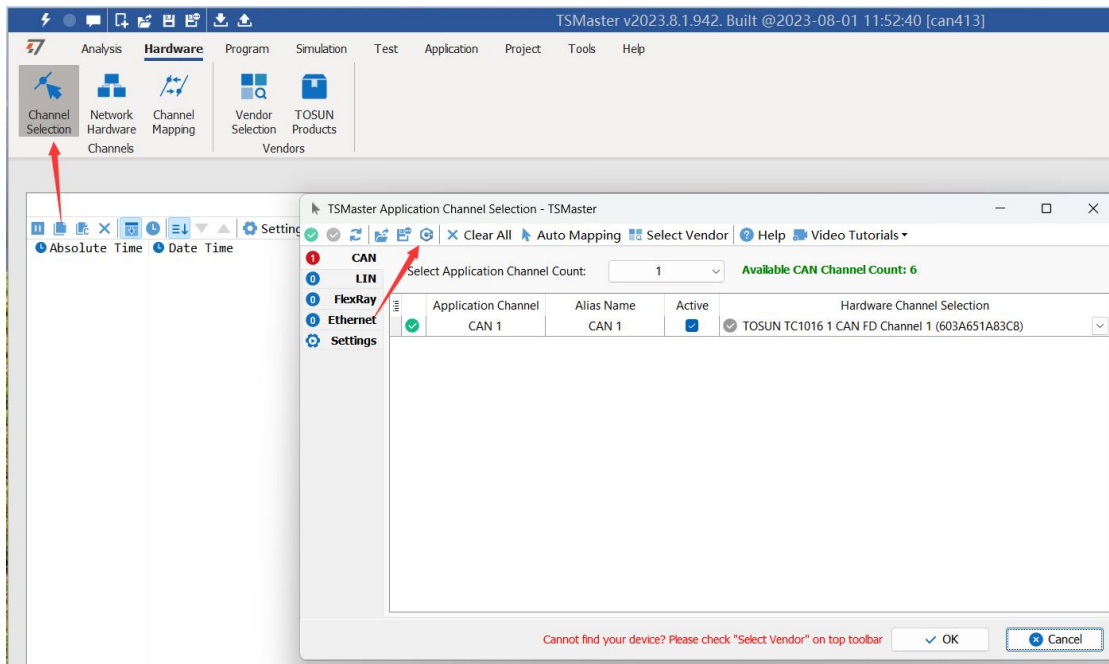 TSMaster v2023.8.1.942. Built @2023-08-01 11:52:40 [can413]
Analysis Hardware Program Simulation Test Application Project Tools Help
Channel Selection
Network Hardware
Channel Mapping
Vendor Selection
TOSUN Products
Channels Vendors
TSMaster Application Channel Selection - TSMaster
Setting
Clear All Auto Mapping Select Vendor Help Video Tutorials
Absolute Time Date Time
1 CAN
0 LIN
0 FlexRay
0 Ethernet
Settings
Select Application Channel Count: 1 Available CAN Channel Count: 6
Application Channel Alias Name Active Hardware Channel Selection
CAN 1 CAN 1 TOSUN TC1016 1 CAN FD Channel 1 (603A651A83C8)
Cannot find your device? Please check "Select Vendor" on top toolbar OK Cancel